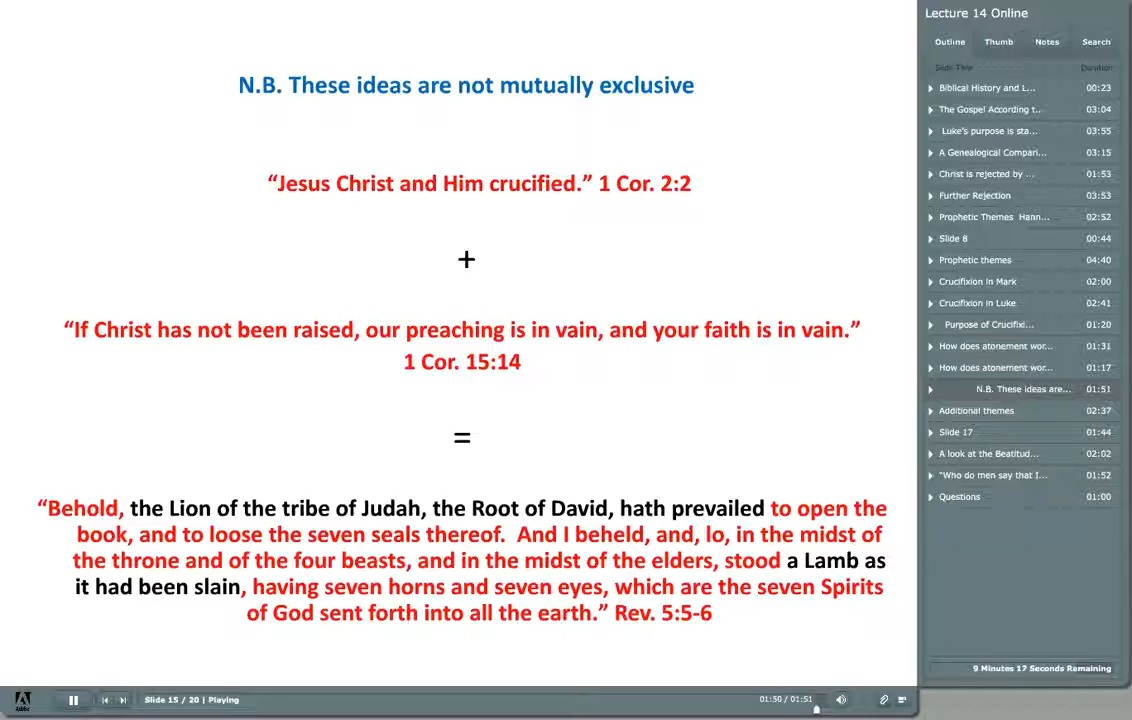 N.B. These ideas are not mutually exclusive
“Jesus Christ and Him crucified.” 1 Cor. 2:2
+
“If Christ has not been raised, our preaching is in vain, and your faith is in vain.”
1 Cor. 15:14
=
“Behold, the Lion of the tribe of Judah, the Root of David, hath prevailed to open the
book, and to loose the seven seals thereof.  And I beheld, and, lo, in the midst of
the throne and of the four beasts, and in the midst of the elders, stood a Lamb as
it had been slain, having seven horns and seven eyes, which are the seven Spirits
of God sent forth into all the earth.” Rev. 5:5-6
Lecture 14 Online
Outline Thumb Notes Search
Slide Title Duration
Biblical History and L... 00:23
The Gospel According t.. 03:04
Luke's purpose is sta... 03:55
A Genealogical Compari... 03:15
Christ is rejected by ... 01:53
Further Rejection 03:53
Prophetic Themes  Hann... 02:52
Slide 8 00:44
Prophetic themes 04:40
Crucifixion in Mark 02:00
Crucifixion in Luke 02:41
Purpose of Crucifixi... 01:20
How does atonement wor... 01:31
How does atonement wor... 01:17
N.B. These ideas are... 01:51
Additional themes 02:37
Slide 17 01:44
A look at the Beatitud... 02:02
"Who do men say that I... 01:52
Questions 01:00
9 Minutes 17 Seconds Remaining
Adobe
Slide 15 / 20 | Playing
01:50 / 01:51